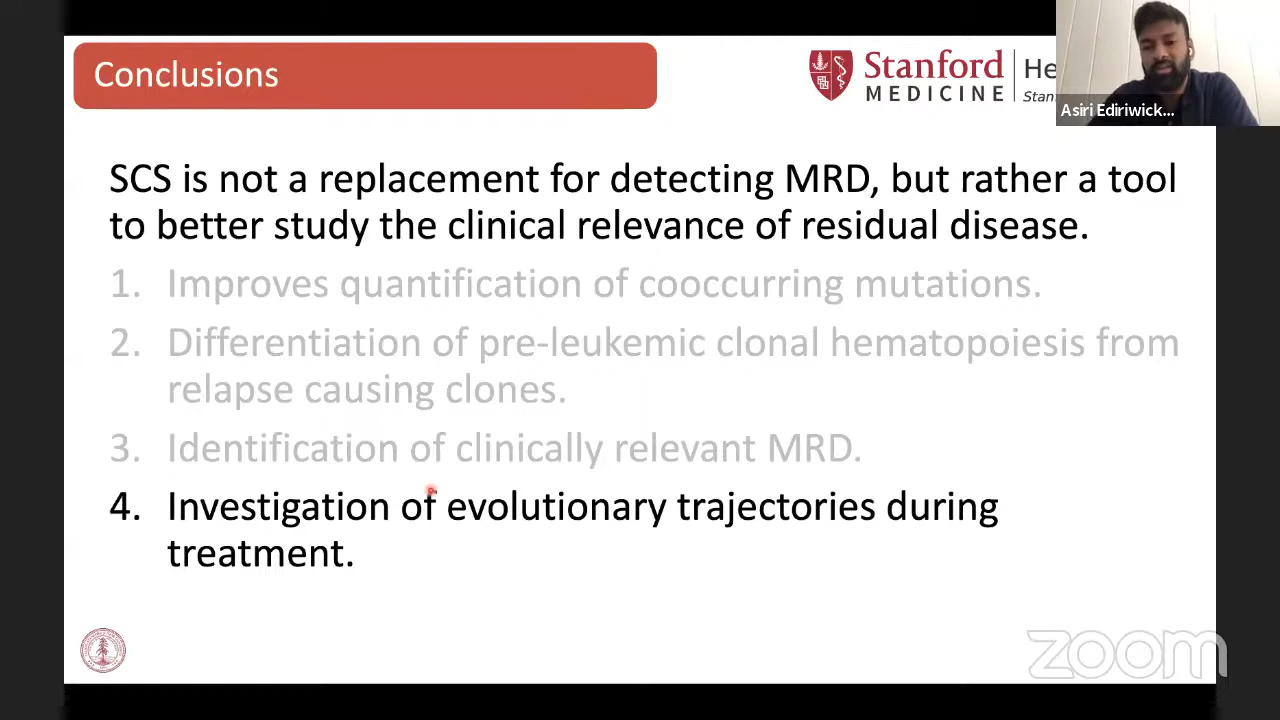 Conclusions
Stanford
MEDICINE
He
Stan
Asiri Ediriwick...
SCS is not a replacement for detecting MRD, but rather a tool
to better study the clinical relevance of residual disease.
1. Improves quantification of cooccurring mutations.
2. Differentiation of pre-leukemic clonal hematopoiesis from
relapse causing clones.
3. Identification of clinically relevant MRD.
4. Investigation of evolutionary trajectories during
treatment.
zoom